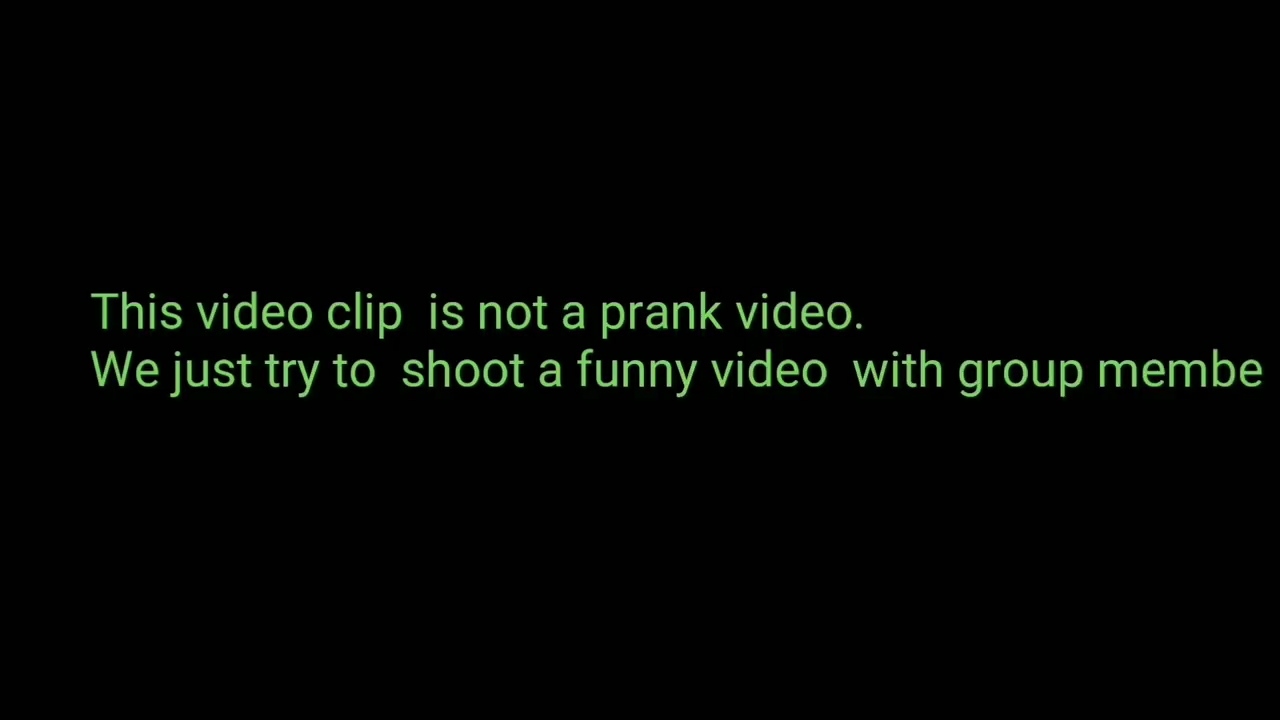 This video clip  is not a prank video.
We just try to  shoot a funny video  with group membe